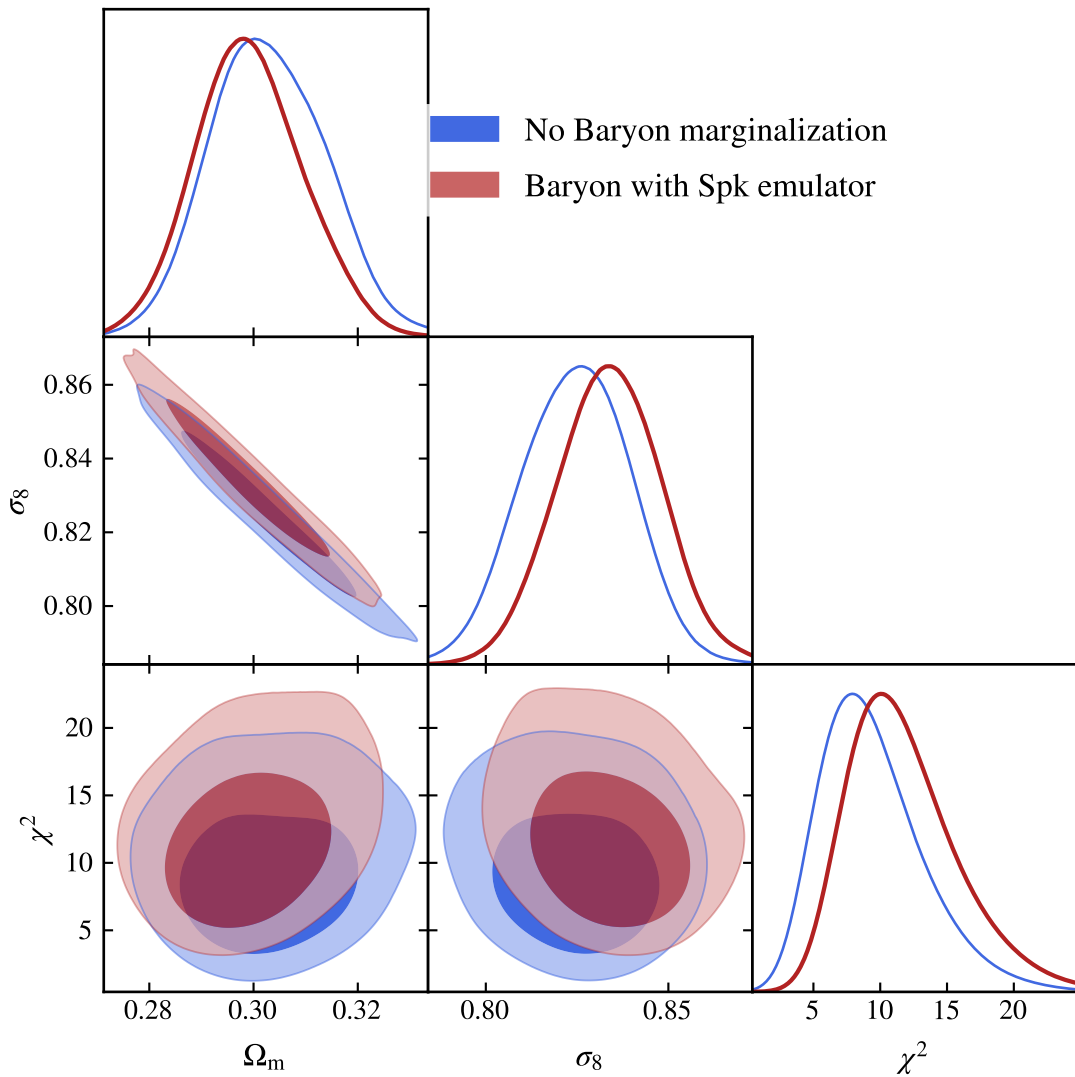 No Baryon marginalization
Baryon with Spk emulator
0.86
0.84
0.82
0.80
σ8
20
15
10
5
χ²
0.28 0.30 0.32
0.80 0.85
5 10 15 20
Ωm
σ8
χ²